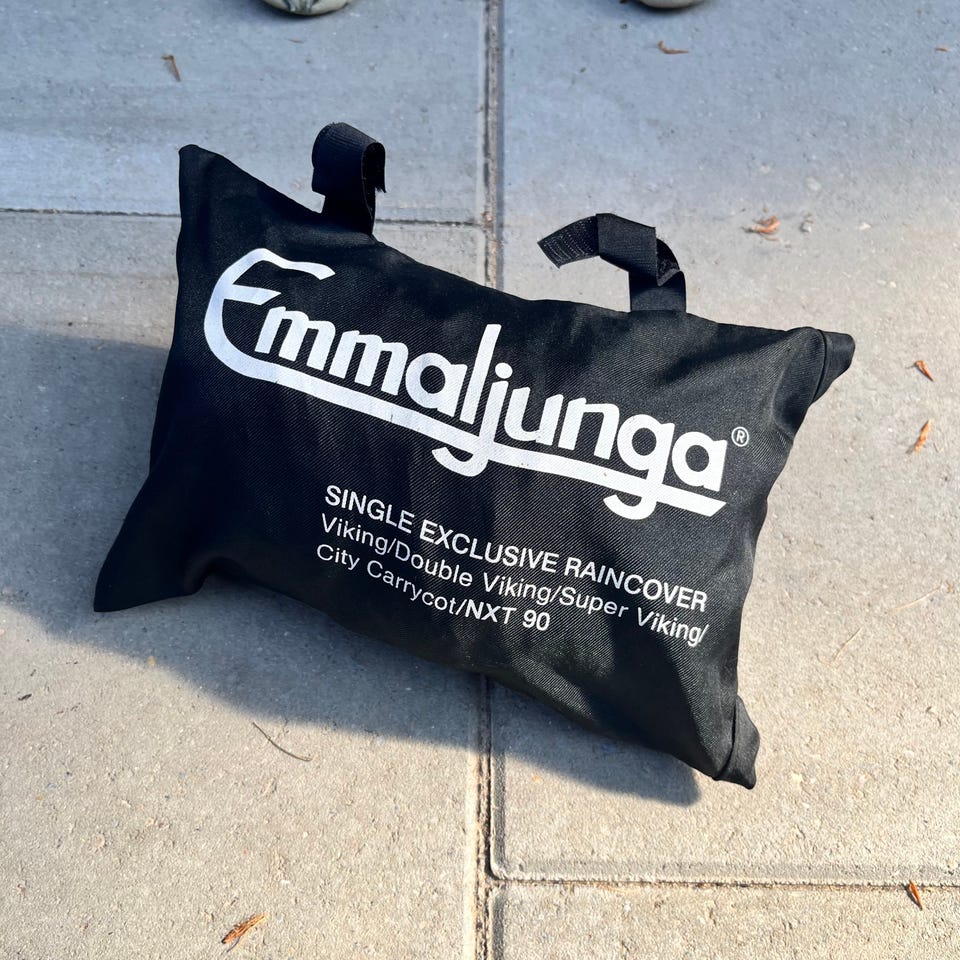 Emmaljunga®
SINGLE EXCLUSIVE RAINCOVER
Viking/Double Viking/Super Viking/
City Carrycot/NXT 90